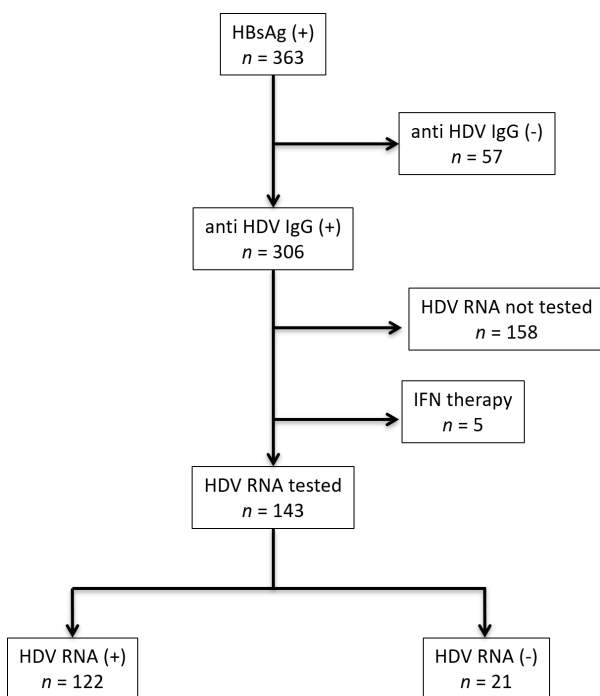 HBsAg (+)
n = 363
anti HDV IgG (-)
n = 57
anti HDV IgG (+)
n = 306
HDV RNA not tested
n = 158
IFN therapy
n = 5
HDV RNA tested
n = 143
HDV RNA (+)
n = 122
HDV RNA (-)
n = 21